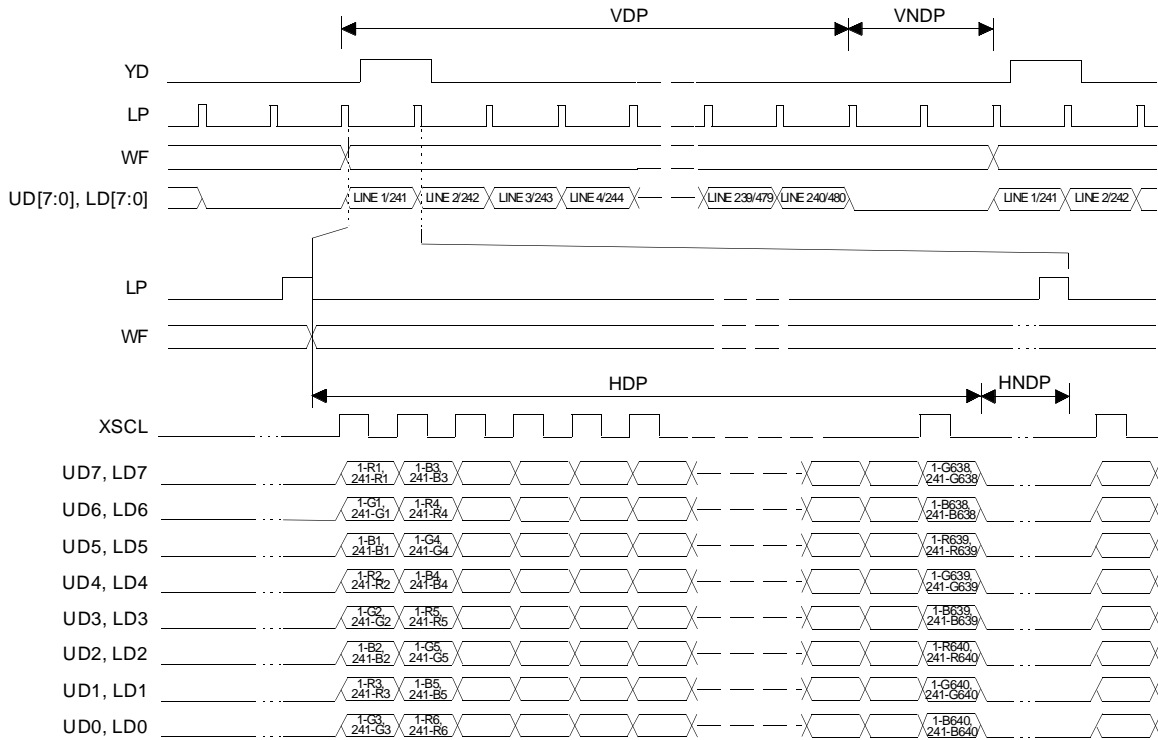 VDP
VNDP
YD
LP
WF
UD[7:0], LD[7:0]
LINE 1/241
LINE 2/242
LINE 3/243
LINE 4/244
LINE 239/479
LINE 240/480
LINE 1/241
LINE 2/242
LP
WF
HDP
HNDP
XSCL
UD7, LD7
1-R1,
241-R1
1-B3,
241-B3
1-G638,
241-G638
UD6, LD6
1-G1,
241-G1
1-R4,
241-R4
1-B638,
241-B638
UD5, LD5
1-B1,
241-B1
1-G4,
241-G4
1-R639,
241-R639
UD4, LD4
1-R2,
241-R2
1-B4,
241-B4
1-G639,
241-G639
UD3, LD3
1-G2,
241-G2
1-R5,
241-R5
1-B639,
241-B639
UD2, LD2
1-B2,
241-B2
1-G5,
241-G5
1-R640,
241-R640
UD1, LD1
1-R3,
241-R3
1-B5,
241-B5
1-G640,
241-G640
UD0, LD0
1-G3,
241-G3
1-R6,
241-R6
1-B640,
241-B640